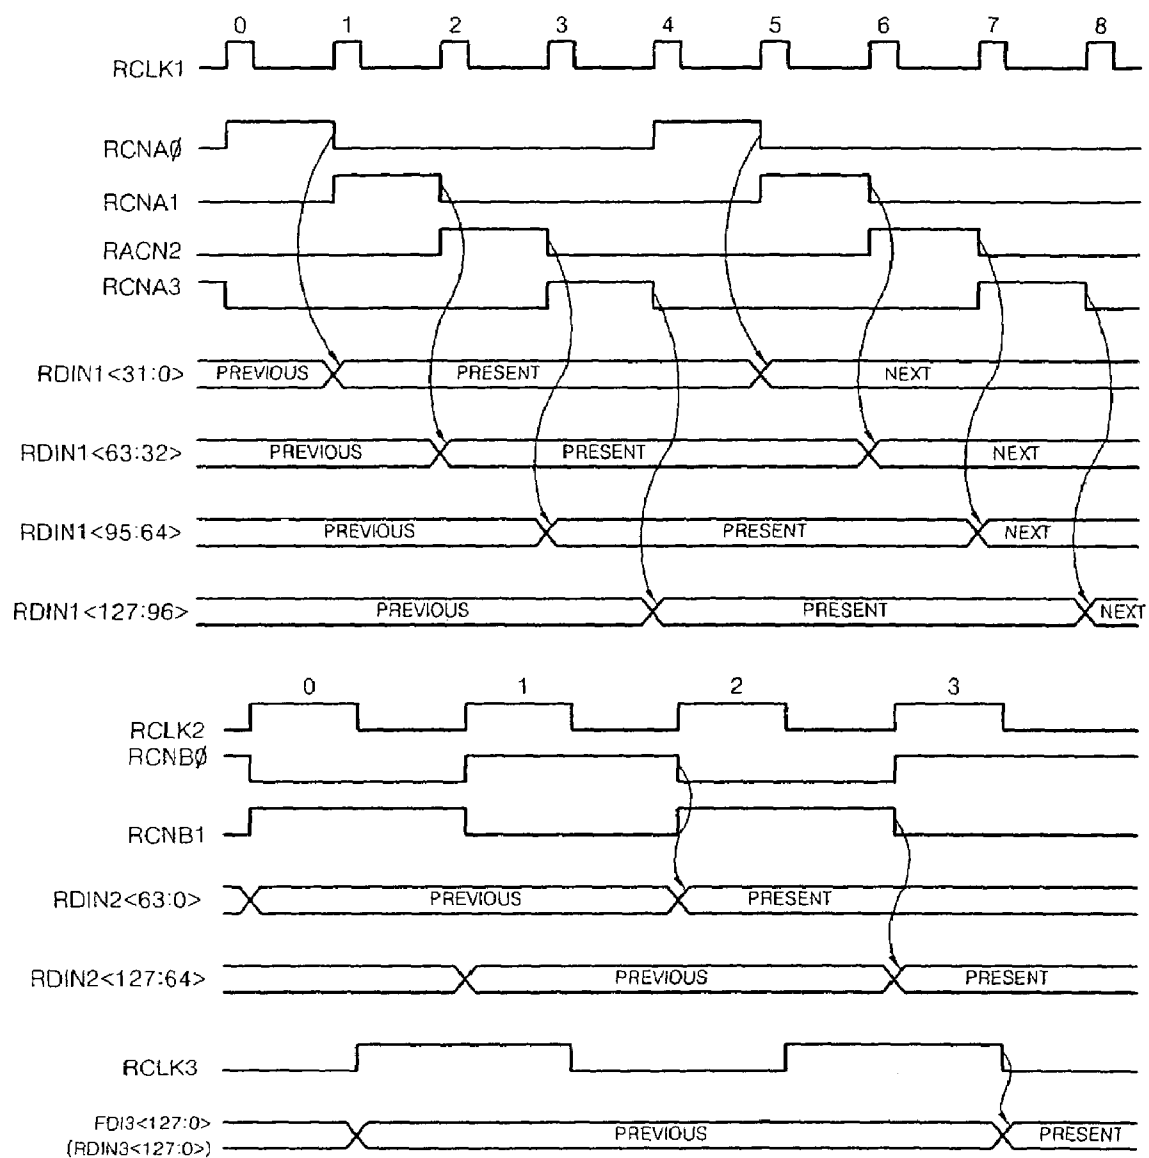 0 1 2 3 4 5 6 7 8
RCLK1
RCNAØ
RCNA1
RACN2
RCNA3
RDIN1<31:0> PREVIOUS PRESENT NEXT
RDIN1<63:32> PREVIOUS PRESENT NEXT
RDIN1<95:64> PREVIOUS PRESENT NEXT
RDIN1<127:96> PREVIOUS PRESENT NEXT
0 1 2 3
RCLK2
RCNBØ
RCNB1
RDIN2<63:0> PREVIOUS PRESENT
RDIN2<127:64> PREVIOUS PRESENT
RCLK3
FDI3<127:0>
(RDIN3<127:0>) PREVIOUS PRESENT